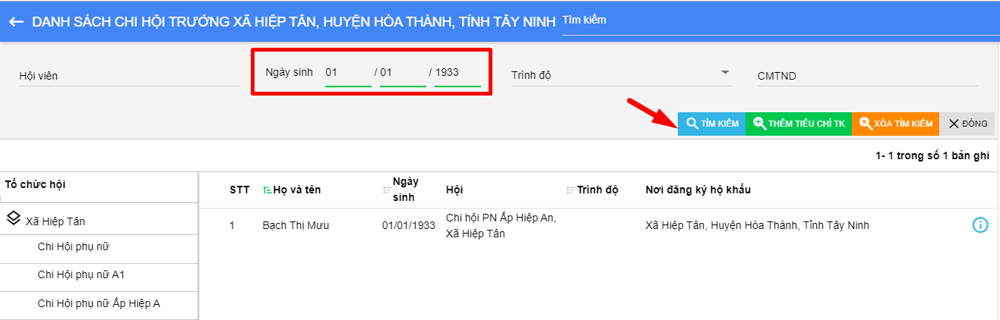 DANH SÁCH CHI HỘI TRƯỞNG XÃ HIỆP TÂN, HUYỆN HÒA THÀNH, TỈNH TÂY NINH Tìm kiếm
Hội viên Ngày sinh 01 / 01 / 1933 Trình độ CMTND
TÌM KIẾM THÊM TIÊU CHÍ TK XÓA TÌM KIẾM ĐÓNG
1- 1 trong số 1 bản ghi
Tổ chức hội
Xã Hiệp Tân
Chi Hội phụ nữ
Chi Hội phụ nữ A1
Chi Hội phụ nữ Ấp Hiệp A
STT Họ và tên Ngày sinh Hội Trình độ Nơi đăng ký hộ khẩu
1 Bạch Thị Mưu 01/01/1933 Chi hội PN Ấp Hiệp An, Xã Hiệp Tân Xã Hiệp Tân, Huyện Hòa Thành, Tỉnh Tây Ninh